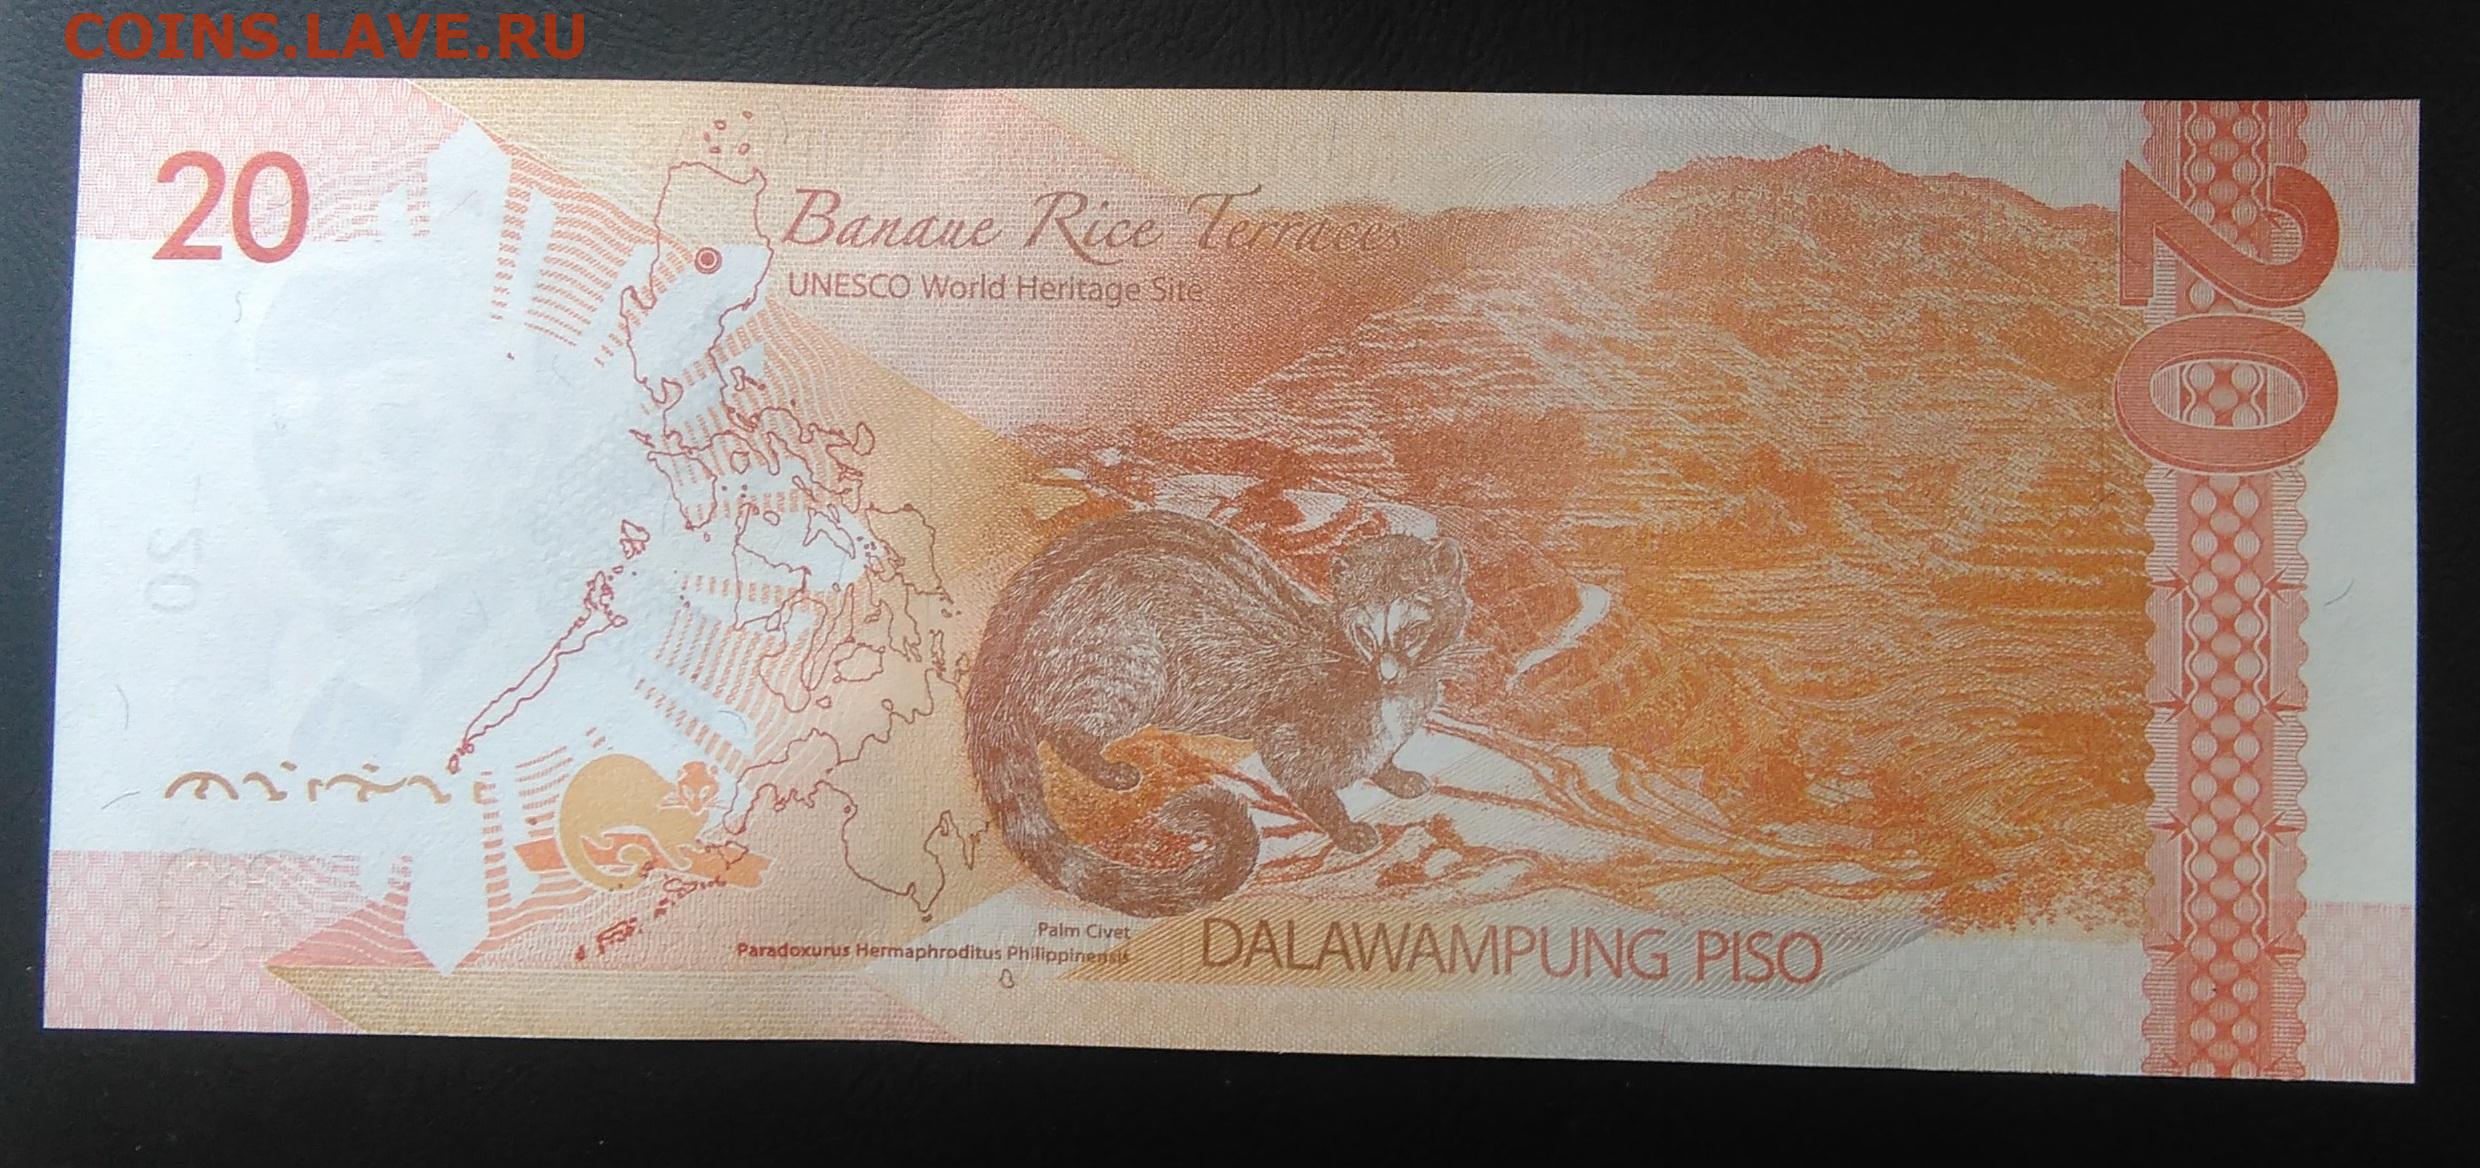 COINS.LAVE.RU
20
Banaue Rice Terraces
UNESCO World Heritage Site
20
20
Palm Civet
Paradoxurus Hermaphroditus Philippinensis
DALAWAMPUNG PISO